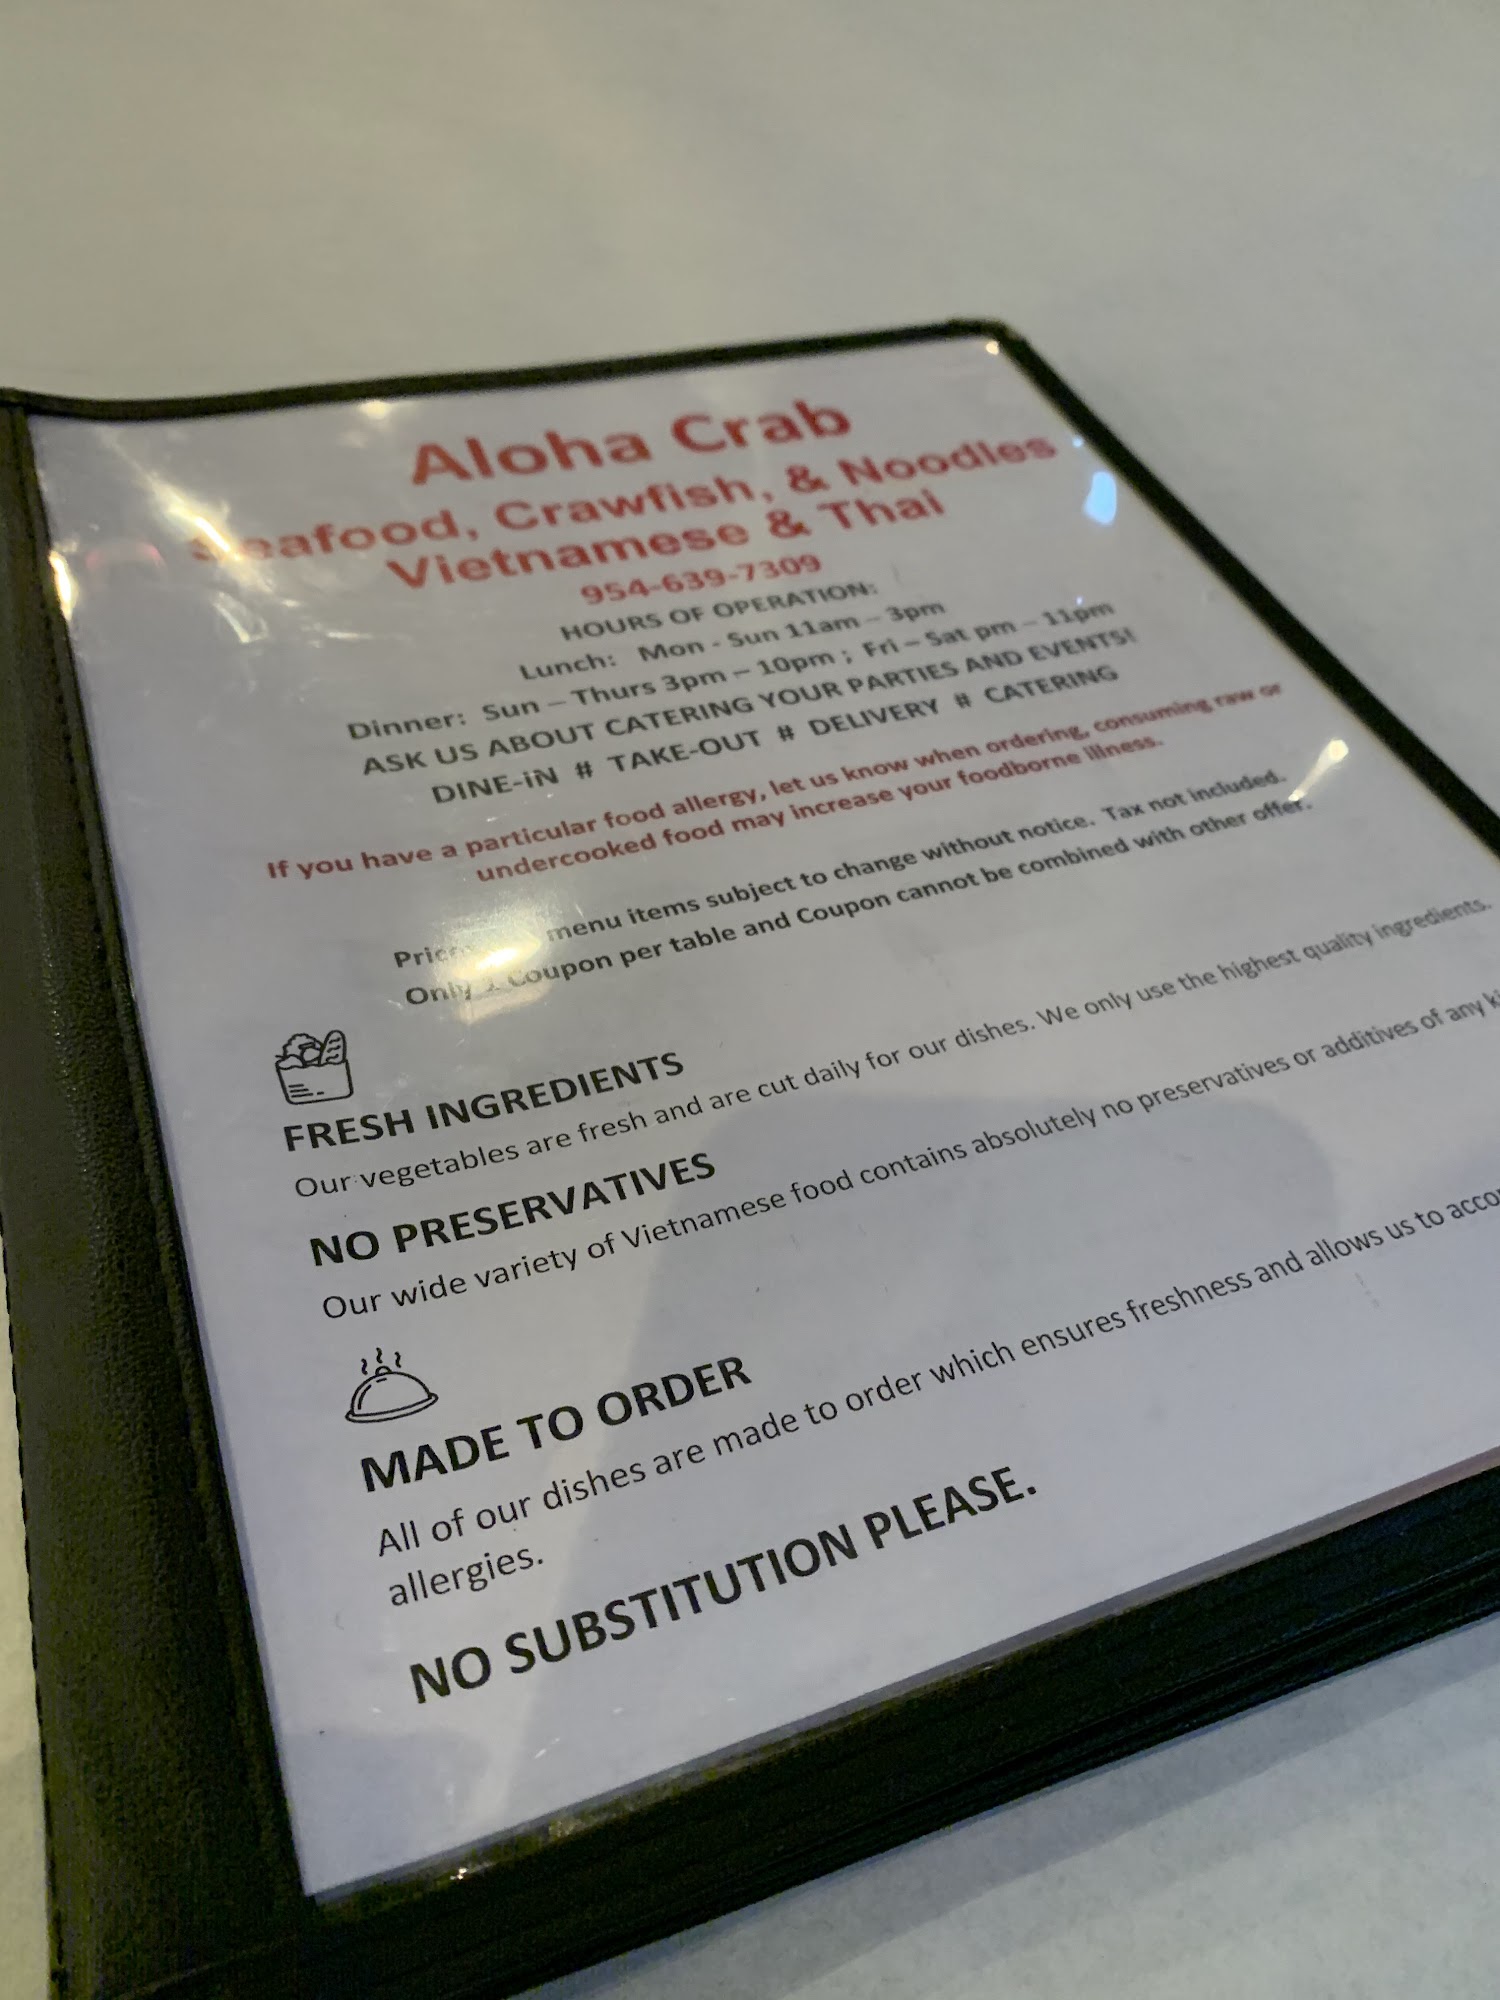 Aloha Crab
Seafood, Crawfish, & Noodles
Vietnamese & Thai
954-639-7309
HOURS OF OPERATION:
Lunch: Mon - Sun 11am – 3pm
Dinner: Sun – Thurs 3pm – 10pm ; Fri – Sat pm – 11pm
ASK US ABOUT CATERING YOUR PARTIES AND EVENTS!
DINE-iN # TAKE-OUT # DELIVERY # CATERING
If you have a particular food allergy, let us know when ordering, consuming raw or
undercooked food may increase your foodborne illness.
menu items subject to change without notice. Tax not included.
Only 1 Coupon per table and Coupon cannot be combined with other offer.
FRESH INGREDIENTS
Our vegetables are fresh and are cut daily for our dishes. We only use the highest quality ingredients.
NO PRESERVATIVES
Our wide variety of Vietnamese food contains absolutely no preservatives or additives of any
MADE TO ORDER
All of our dishes are made to order which ensures freshness and allows us to
allergies.
NO SUBSTITUTION PLEASE.